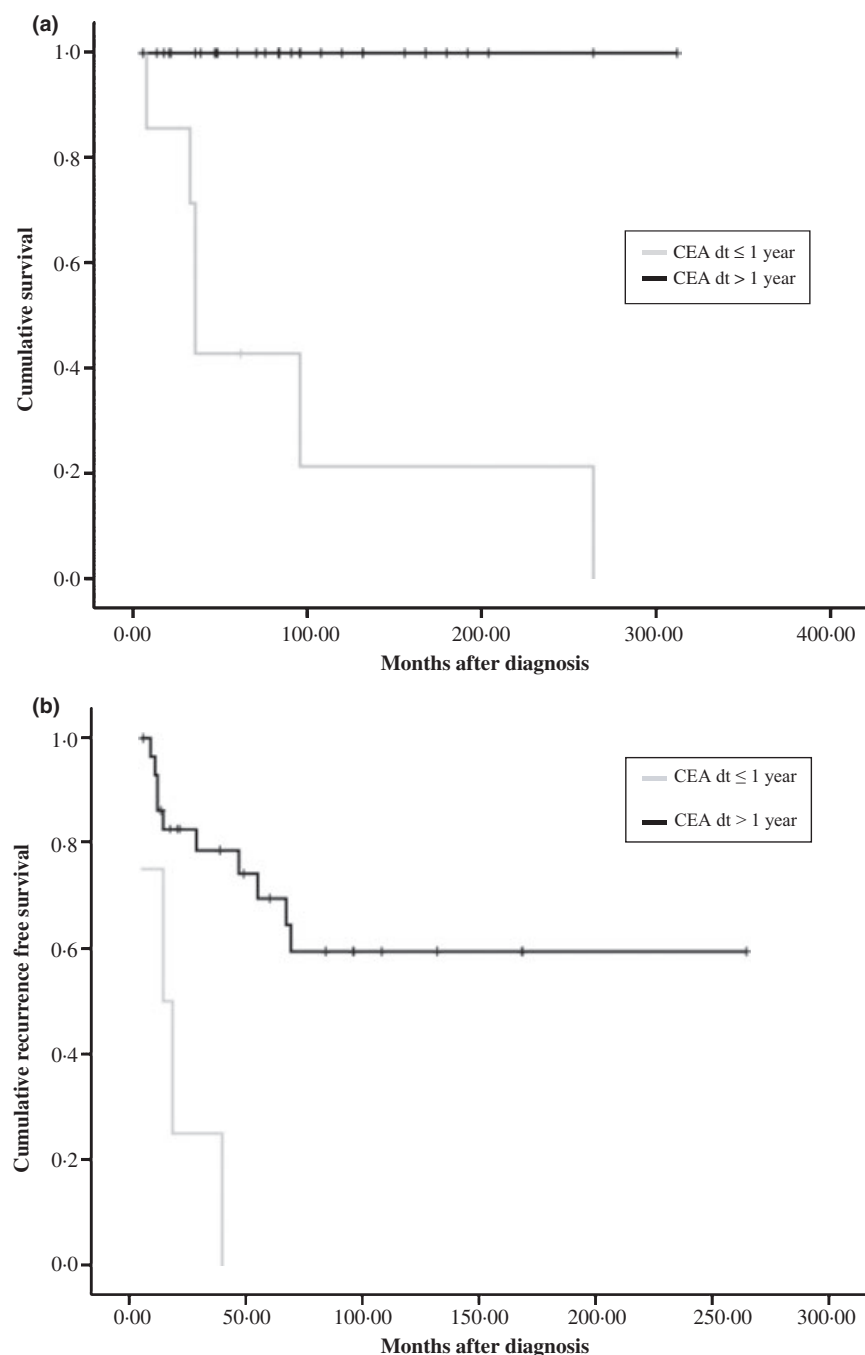 (a)
1·0
0·8
0·6
0·4
0·2
0·0
Cumulative survival
CEA dt ≤ 1 year
CEA dt > 1 year
0·00 100·00 200·00 300·00 400·00
Months after diagnosis
(b)
1·0
0·8
0·6
0·4
0·2
0·0
Cumulative recurrence free survival
CEA dt ≤ 1 year
CEA dt > 1 year
0·00 50·00 100·00 150·00 200·00 250·00 300·00
Months after diagnosis